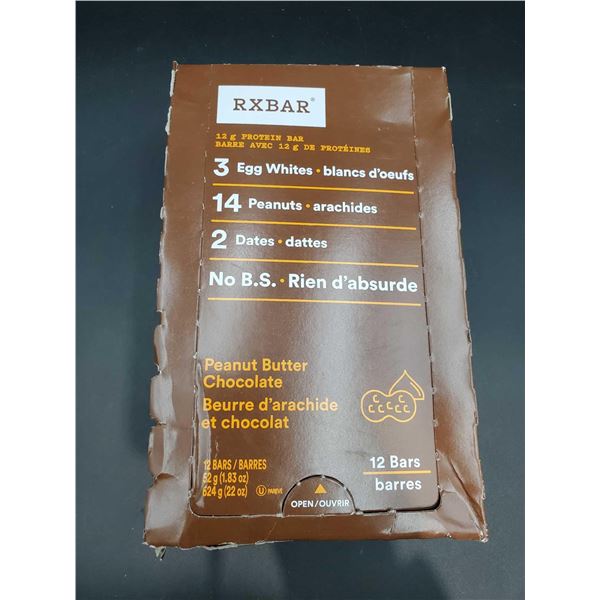 RXBAR®
12 g PROTEIN BAR
BARRE AVEC 12 g DE PROTÉINES
3 Egg Whites • blancs d'oeufs
14 Peanuts • arachides
2 Dates • dattes
No B.S. • Rien d'absurde
Peanut Butter
Chocolate
Beurre d'arachide
et chocolat
12 BARS / BARRES
52 g (1.83 oz)
624 g (22 oz)
U PAREVE
12 Bars
barres
OPEN/OUVRIR